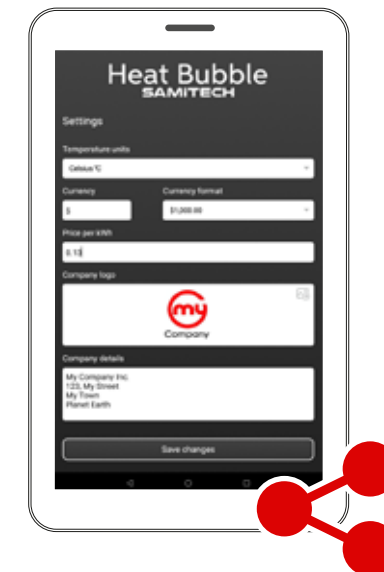 Heat Bubble
SAMITECH
Settings
Temperature units
Celsius °C
Currency
Currency format
$
$1,000.00
Price per kWh
0.13
Company logo
my
Company
Company details
My Company Inc.
123, My Street
My Town
Planet Earth
Save changes